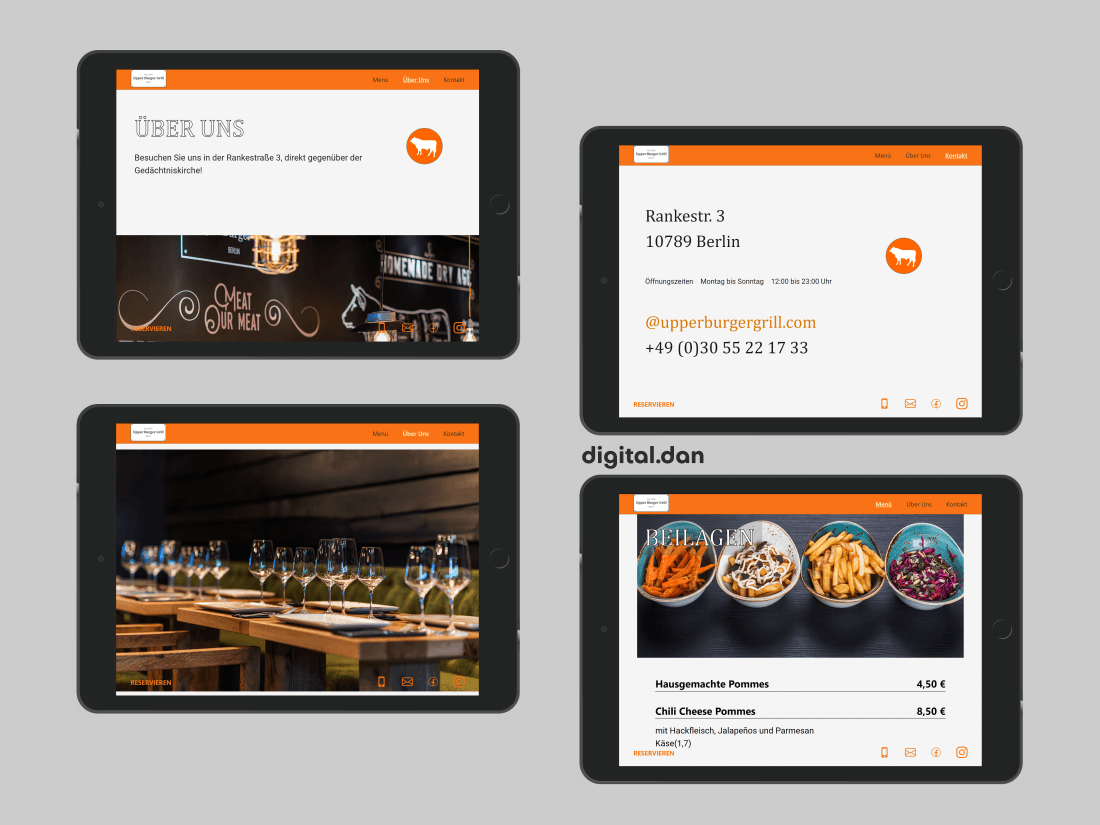 Upper Burger Grill
Menü Über Uns Kontakt
ÜBER UNS
Besuchen Sie uns in der Rankestraße 3, direkt gegenüber der
Gedächtniskirche!
BERLIN
HOMEMADE DRY AGE
MEAT
OUR MEAT
RESERVIEREN
Upper Burger Grill
Menü Über Uns Kontakt
Rankestr. 3
10789 Berlin
Öffnungszeiten Montag bis Sonntag 12:00 bis 23:00 Uhr
@upperburgergrill.com
+49 (0)30 55 22 17 33
RESERVIEREN
Upper Burger Grill
Menü Über Uns Kontakt
RESERVIEREN
digital.dan
Upper Burger Grill
Menü Über Uns Kontakt
BEILAGEN
Hausgemachte Pommes 4,50 €
Chili Cheese Pommes 8,50 €
mit Hackfleisch, Jalapeños und Parmesan
Käse(1,7)
RESERVIEREN